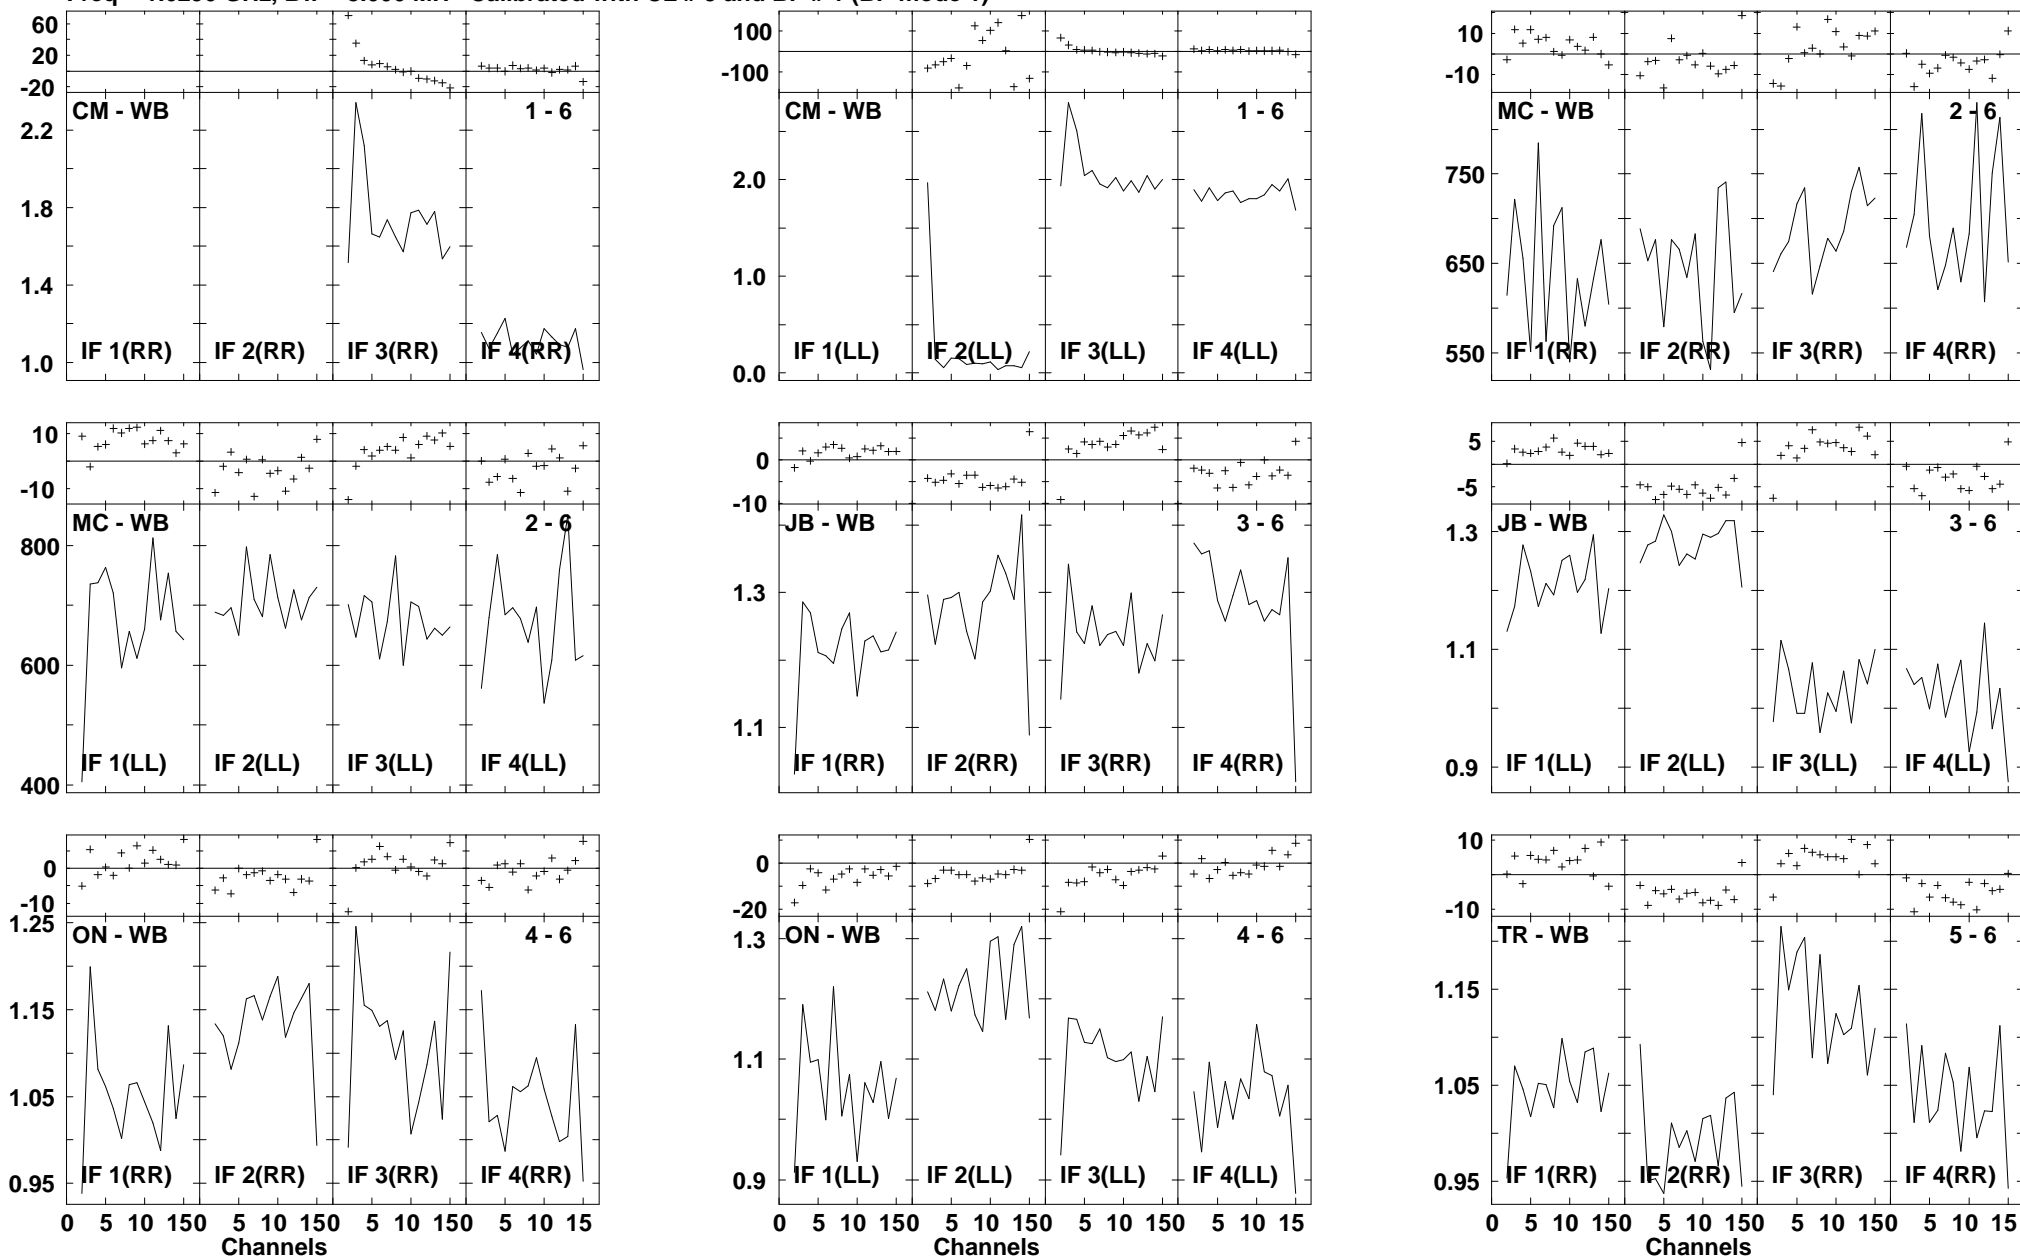 60 20 -20
CM - WB 1 - 6
2.2 1.8 1.4 1.0
IF 1(RR) IF 2(RR) IF 3(RR) IF 4(RR)
100 -100
CM - WB 1 - 6
2.0 1.0 0.0
IF 1(LL) IF 2(LL) IF 3(LL) IF 4(LL)
10 -10
MC - WB 2 - 6
750 650 550
IF 1(RR) IF 2(RR) IF 3(RR) IF 4(RR)
10 -10
MC - WB 2 - 6
800 600 400
IF 1(LL) IF 2(LL) IF 3(LL) IF 4(LL)
0 -10
JB - WB 3 - 6
1.3 1.1
IF 1(RR) IF 2(RR) IF 3(RR) IF 4(RR)
5 -5
JB - WB 3 - 6
1.3 1.1 0.9
IF 1(LL) IF 2(LL) IF 3(LL) IF 4(LL)
0 -10
ON - WB 4 - 6
1.25 1.15 1.05 0.95
IF 1(RR) IF 2(RR) IF 3(RR) IF 4(RR)
0 5 10 150 5 10 150 5 10 150 5 10 15
Channels
0 -20
ON - WB 4 - 6
1.3 1.1 0.9
IF 1(LL) IF 2(LL) IF 3(LL) IF 4(LL)
0 5 10 150 5 10 150 5 10 150 5 10 15
Channels
10 -10
TR - WB 5 - 6
1.15 1.05 0.95
IF 1(RR) IF 2(RR) IF 3(RR) IF 4(RR)
0 5 10 150 5 10 150 5 10 150 5 10 15
Channels